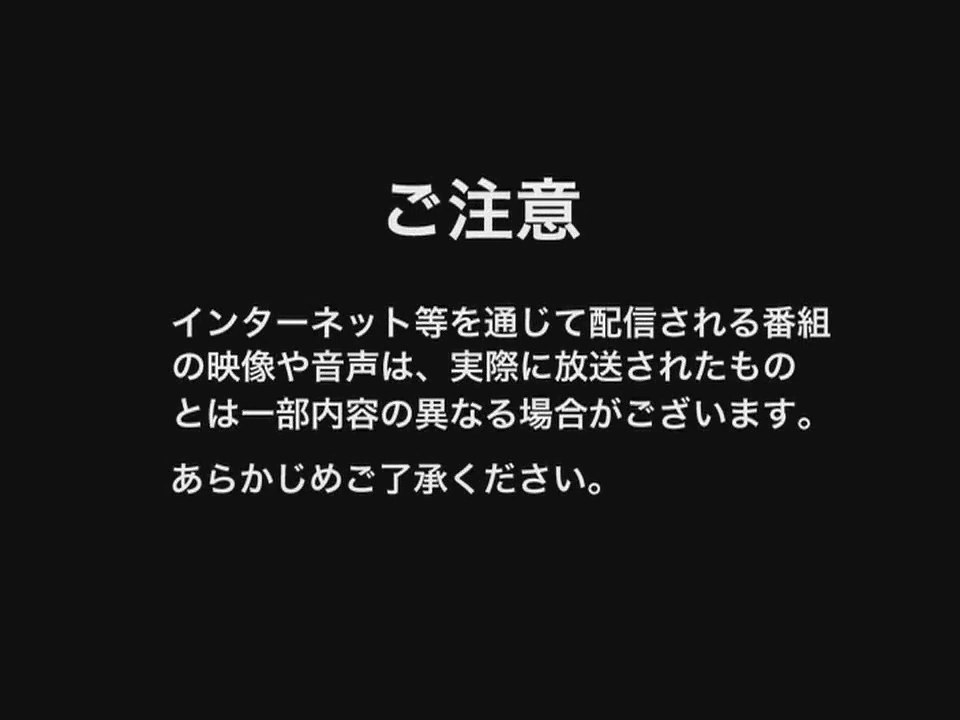 ご注意
インターネット等を通じて配信される番組
の映像や音声は、実際に放送されたもの
とは一部内容の異なる場合がございます。
あらかじめご了承ください。